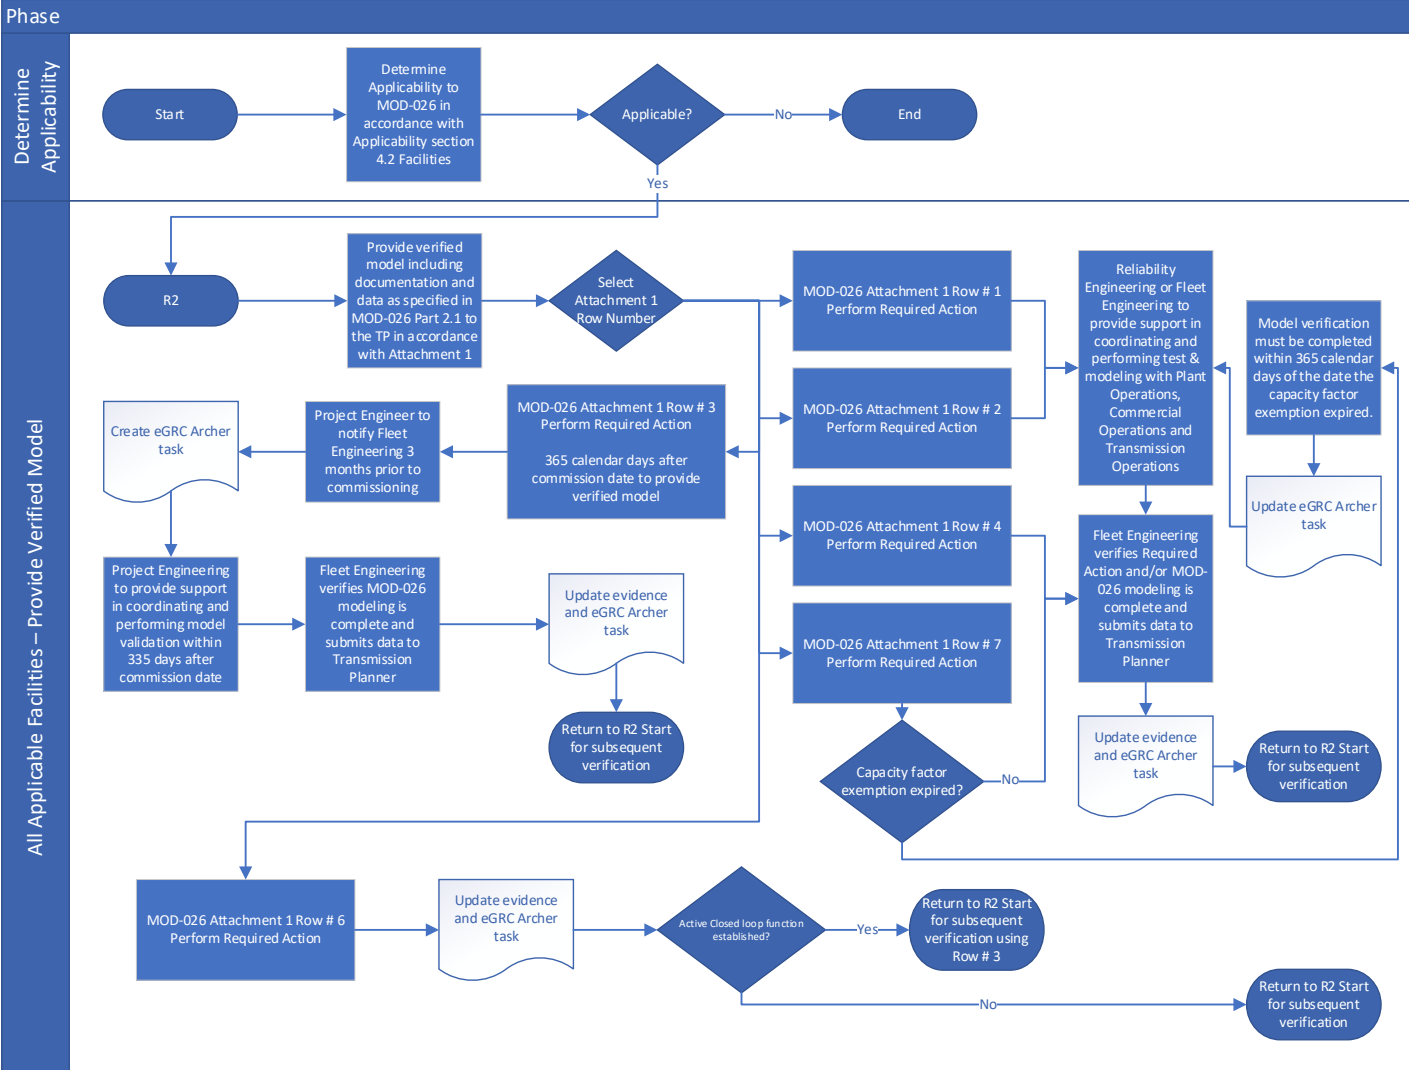 Phase
Determine
Applicability
Start
Determine
Applicability to
MOD-026 in
accordance with
Applicability section
4.2 Facilities
Applicable?
No
End
Yes
All Applicable Facilities – Provide Verified Model
R2
Provide verified
model including
documentation and
data as specified in
MOD-026 Part 2.1 to
the TP in accordance
with Attachment 1
Select
Attachment 1
Row Number
MOD-026 Attachment 1 Row # 1
Perform Required Action
MOD-026 Attachment 1 Row # 2
Perform Required Action
Reliability
Engineering or Fleet
Engineering to
provide support in
coordinating and
performing test &
modeling with Plant
Operations,
Commercial
Operations and
Transmission
Operations
Model verification
must be completed
within 365 calendar
days of the date the
capacity factor
exemption expired.
Create eGRC Archer
task
Project Engineer to
notify Fleet
Engineering 3
months prior to
commissioning
MOD-026 Attachment 1 Row # 3
Perform Required Action
365 calendar days after
commission date to provide
verified model
MOD-026 Attachment 1 Row # 4
Perform Required Action
Update eGRC Archer
task
Fleet Engineering
verifies Required
Action and/or MOD-
026 modeling is
complete and
submits data to
Transmission
Planner
Project Engineering
to provide support
in coordinating and
performing model
validation within
335 days after
commission date
Fleet Engineering
verifies MOD-026
modeling is
complete and
submits data to
Transmission
Planner
Update evidence
and eGRC Archer
task
MOD-026 Attachment 1 Row # 7
Perform Required Action
Return to R2 Start
for subsequent
verification
Capacity factor
exemption expired?
No
Update evidence
and eGRC Archer
task
Return to R2 Start
for subsequent
verification
MOD-026 Attachment 1 Row # 6
Perform Required Action
Update evidence
and eGRC Archer
task
Active Closed loop function
established?
Yes
Return to R2 Start
for subsequent
verification using
Row # 3
No
Return to R2 Start
for subsequent
verification